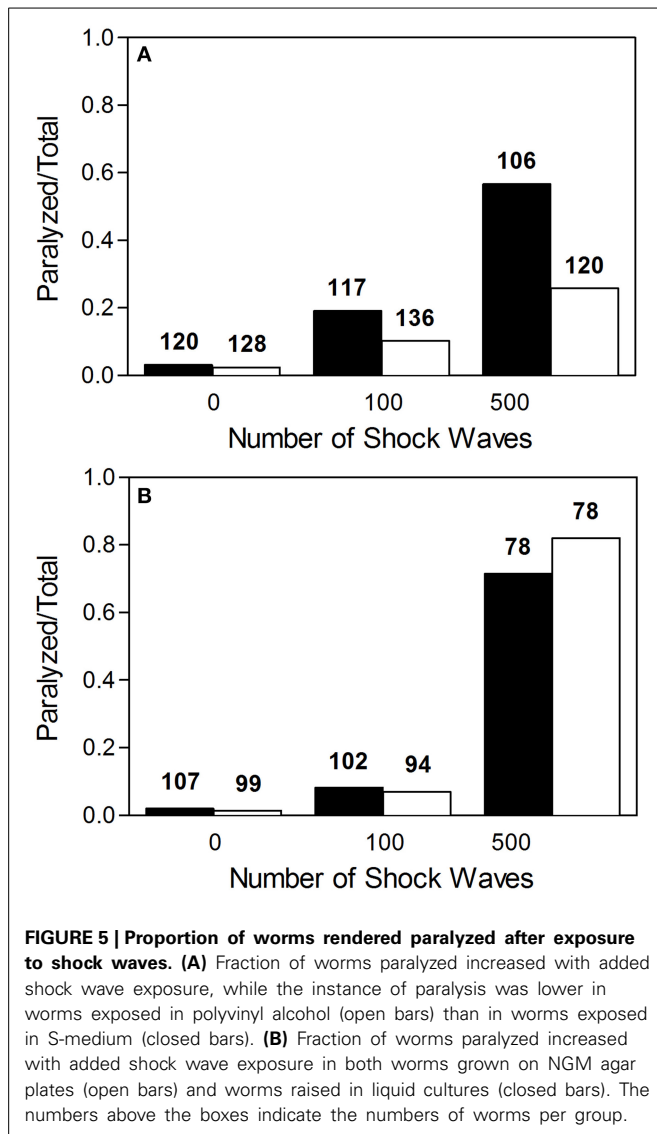 A
1.0
0.8
0.6
0.4
0.2
0.0
Paralyzed/Total
120 128 117 136 106 120
0 100 500
Number of Shock Waves
B
1.0
0.8
0.6
0.4
0.2
0.0
Paralyzed/Total
107 99 102 94 78 78
0 100 500
Number of Shock Waves
FIGURE 5 | Proportion of worms rendered paralyzed after exposure
to shock waves. (A) Fraction of worms paralyzed increased with added
shock wave exposure, while the instance of paralysis was lower in
worms exposed in polyvinyl alcohol (open bars) than in worms exposed
in S-medium (closed bars). (B) Fraction of worms paralyzed increased
with added shock wave exposure in both worms grown on NGM agar
plates (open bars) and worms raised in liquid cultures (closed bars). The
numbers above the boxes indicate the numbers of worms per group.